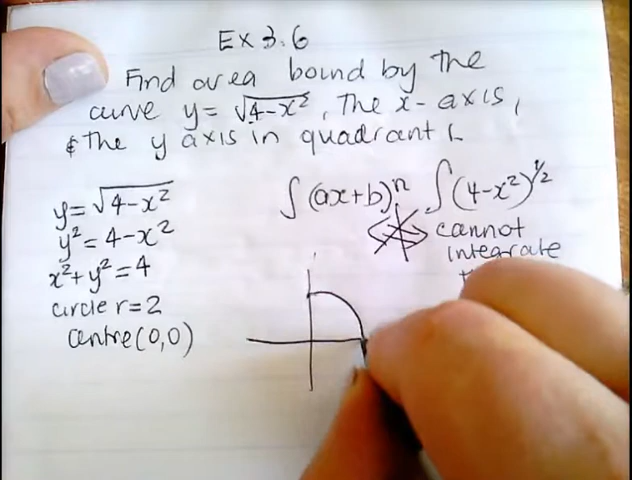 Ex 3.6
Find area bound by the
curve y = √4-x², The x-axis,
& The y axis in quadrant 1.
y = √4-x²
y² = 4-x²
x²+y² = 4
circle r=2
centre (0,0)
∫(ax+b)ⁿ ∫(4-x²)^1/2
cannot
integrate